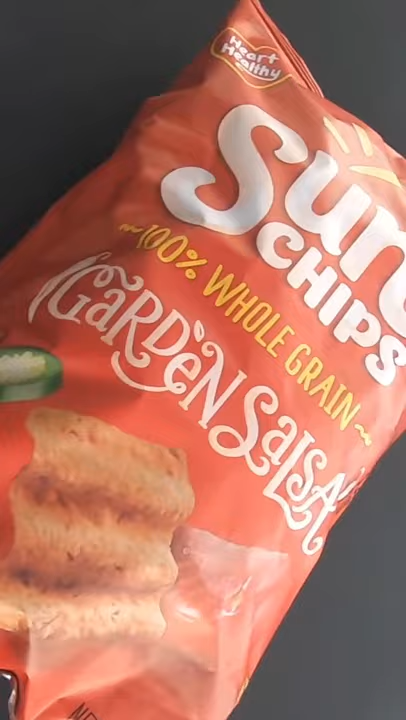 Heart
Healthy
Sun
CHIPS
~100% WHOLE GRAIN~
GARDEN SALSA